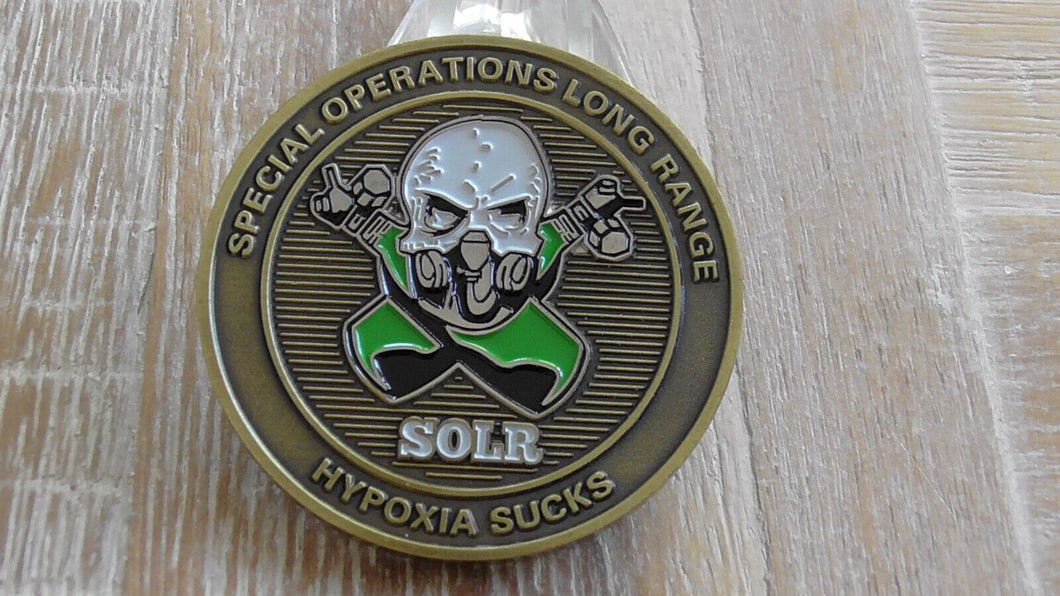 SPECIAL OPERATIONS LONG RANGE
SOLR
HYPOXIA SUCKS